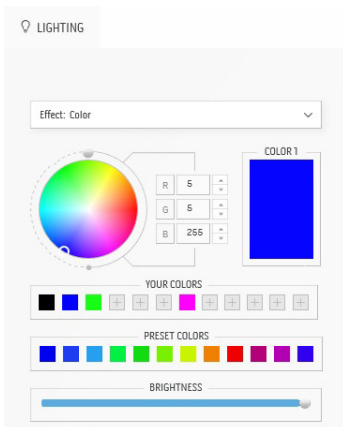 LIGHTING
Effect: Color
COLOR 1
R 5
G 5
B 255
YOUR COLORS
PRESET COLORS
BRIGHTNESS